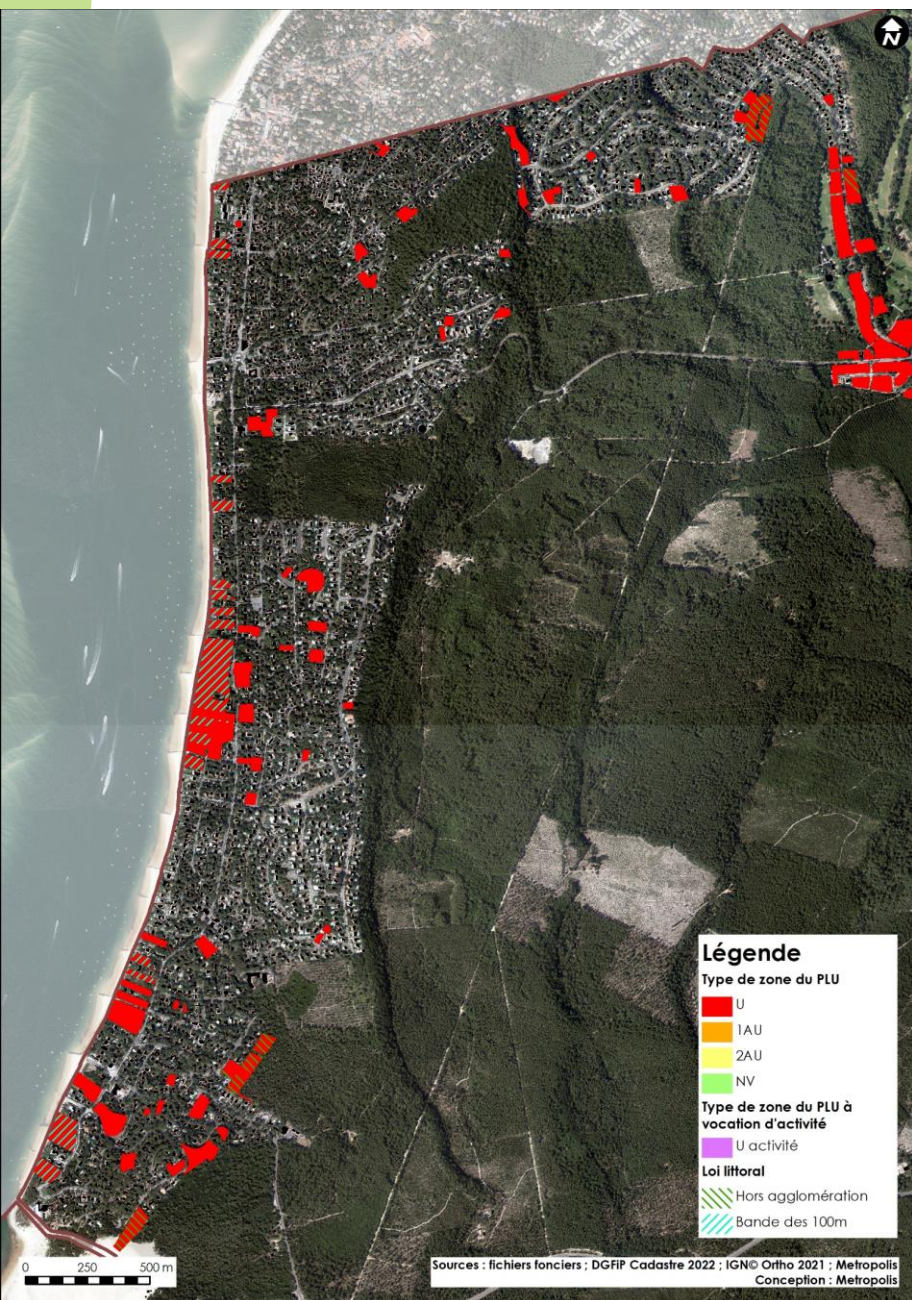 N
Légende
Type de zone du PLU
U
1AU
2AU
NV
Type de zone du PLU à
vocation d'activité
U activité
Loi littoral
Hors agglomération
Bande des 100m
0 250 500 m
Sources : fichiers fonciers ; DGFiP Cadastre 2022 ; IGN© Ortho 2021 ; Metropolis
Conception : Metropolis